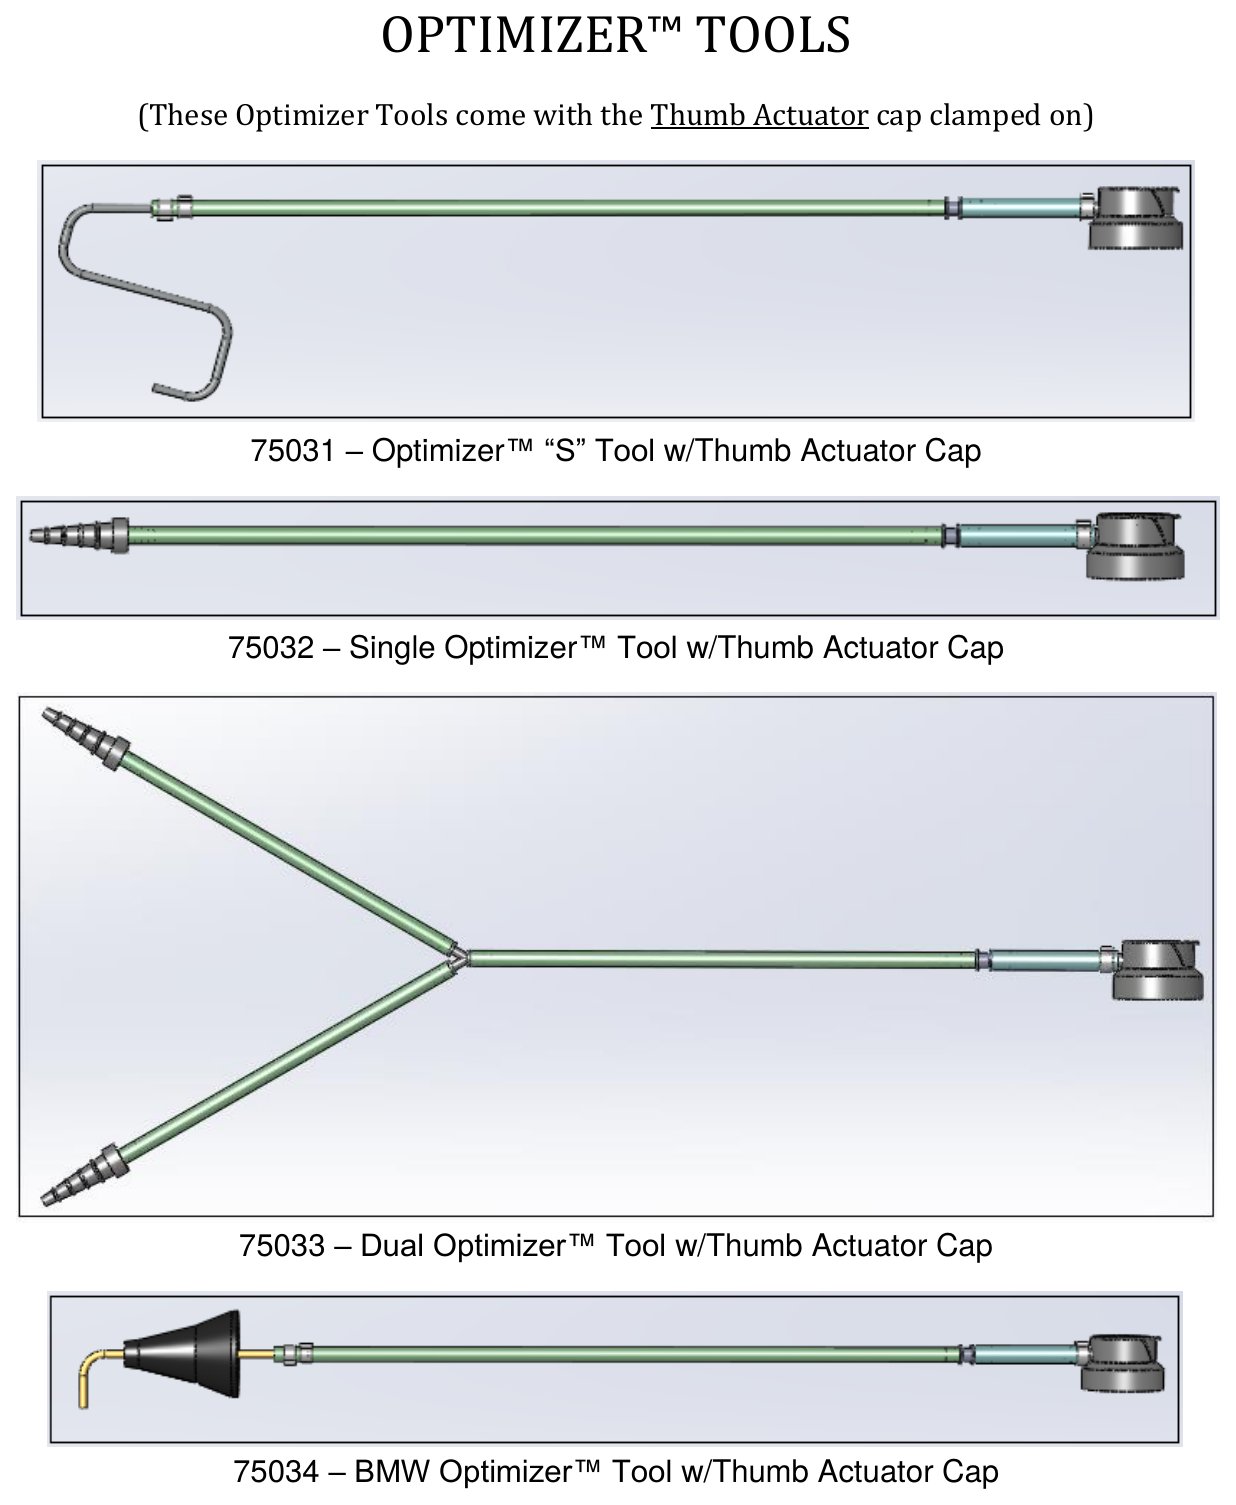 OPTIMIZER™ TOOLS
(These Optimizer Tools come with the Thumb Actuator cap clamped on)
75031 – Optimizer™ “S” Tool w/Thumb Actuator Cap
75032 – Single Optimizer™ Tool w/Thumb Actuator Cap
75033 – Dual Optimizer™ Tool w/Thumb Actuator Cap
75034 – BMW Optimizer™ Tool w/Thumb Actuator Cap